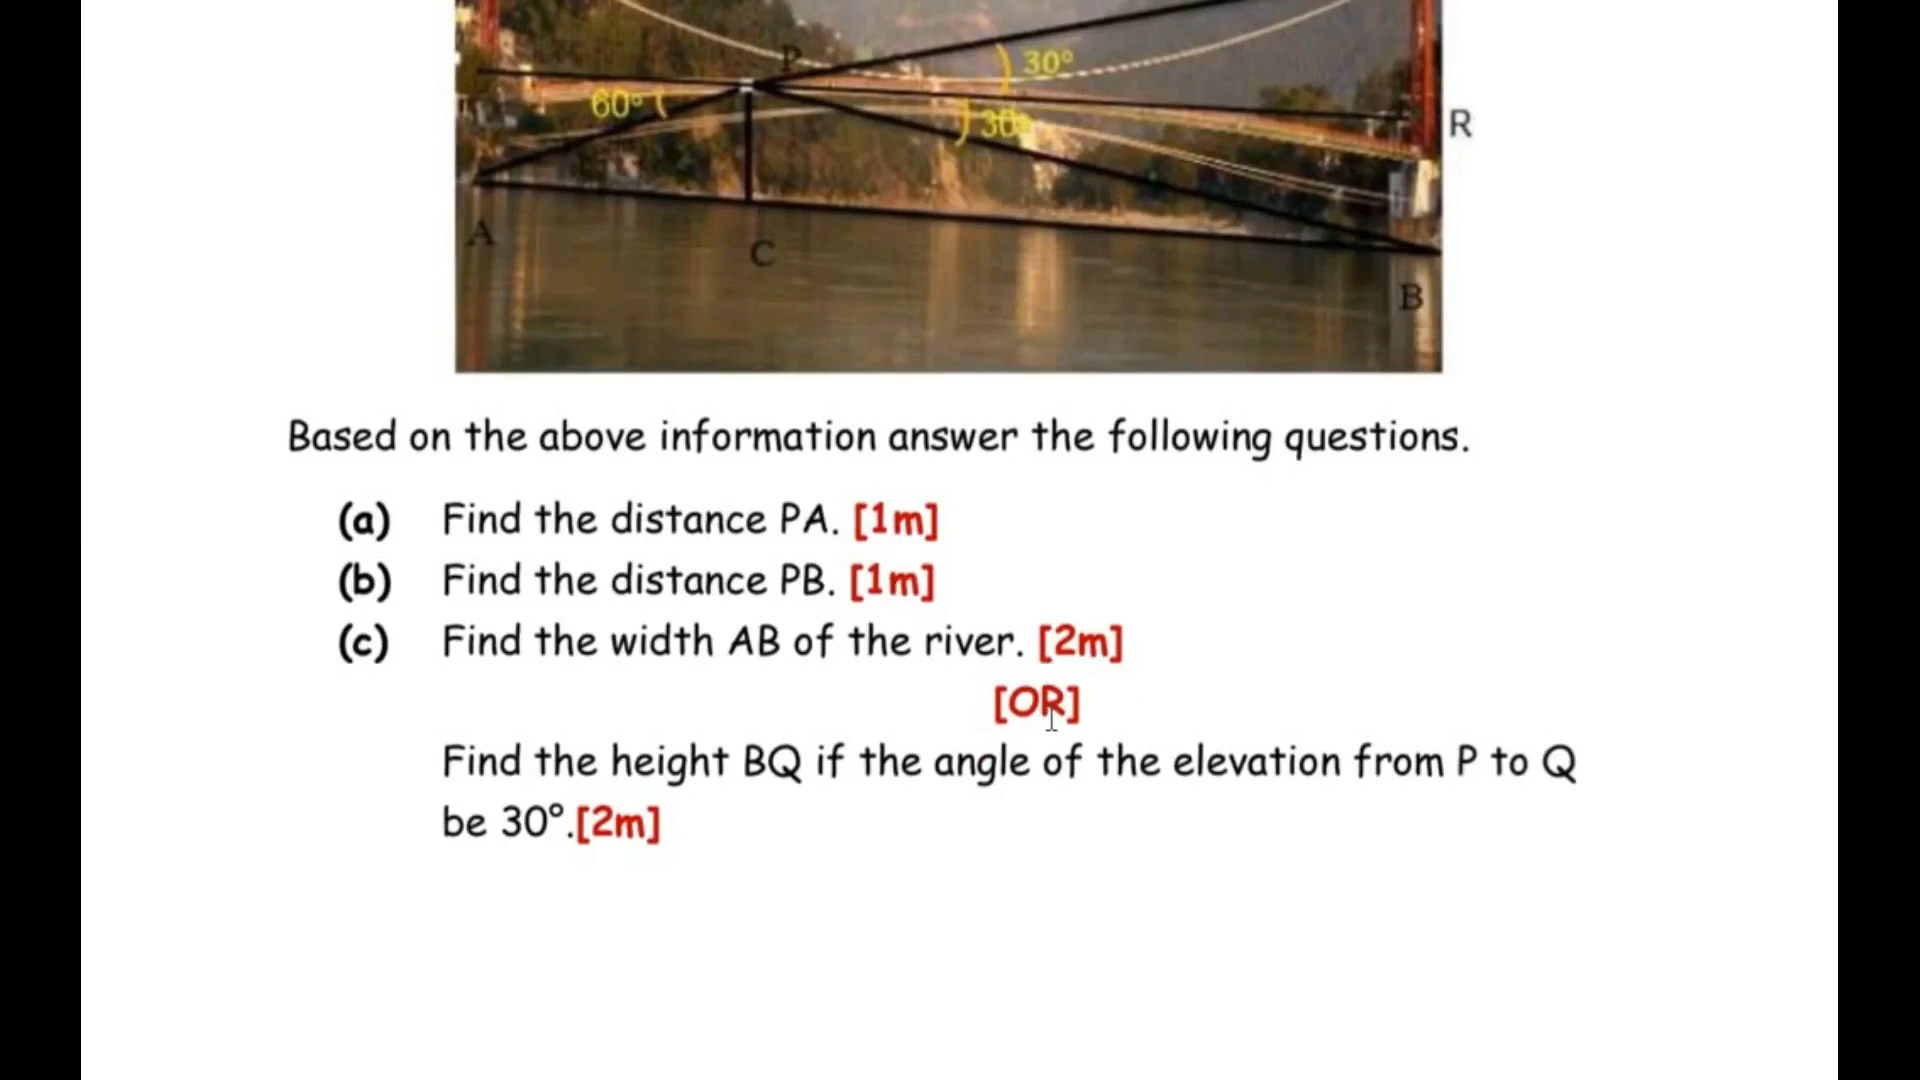 P
30°
60°
30°
R
A
C
B
Based on the above information answer the following questions.
(a) Find the distance PA. [1m]
(b) Find the distance PB. [1m]
(c) Find the width AB of the river. [2m]
[OR]
Find the height BQ if the angle of the elevation from P to Q
be 30°.[2m]